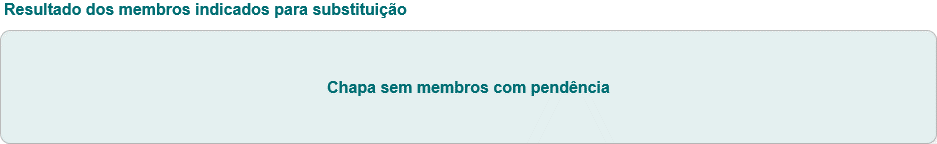 Resultado dos membros indicados para substituição
Chapa sem membros com pendência